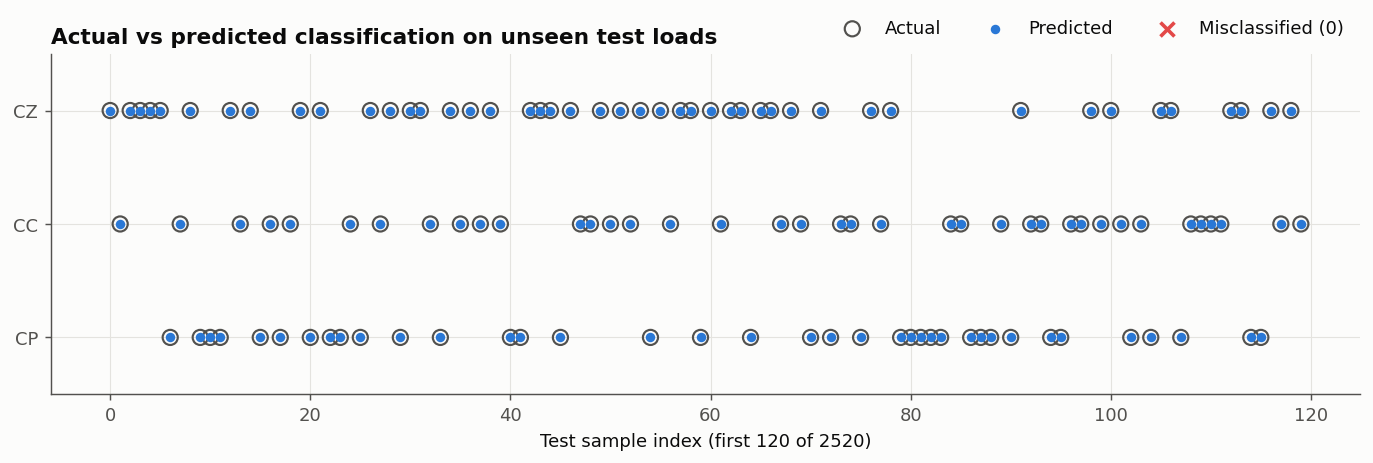 Actual vs predicted classification on unseen test loads
Actual
Predicted
Misclassified (0)
CZ
CC
CP
0 20 40 60 80 100 120
Test sample index (first 120 of 2520)